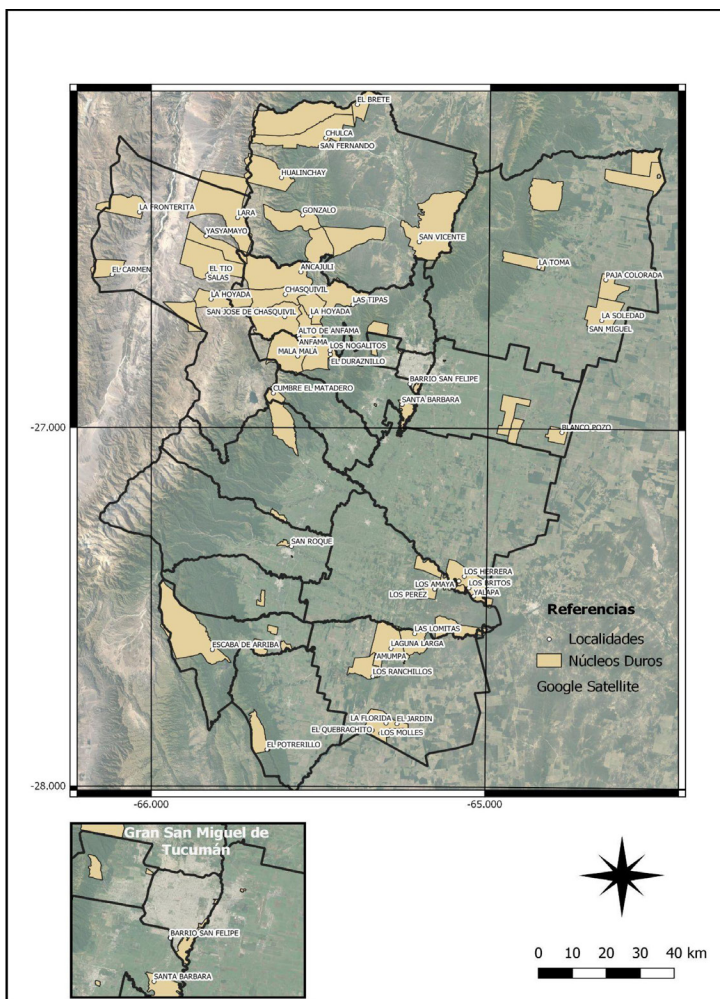 EL BRETE
CHULCA
SAN FERNANDO
HUALINCHAY
LA FRONTERITA
LARA
GONZALO
YASYAMAYO
SAN VICENTE
EL CARMEN
EL TIO
SALAS
ANCAJULI
LA TOMA
PAJA COLORADA
LA HOYADA
CHASQUIVIL
LAS TIPAS
SAN JOSE DE CHASQUIVIL
LA HOYADA
LA SOLEDAD
SAN MIGUEL
ALTO DE ANFAMA
ANFAMA
LOS NOGALITOS
MALA MALA
EL DURAZNILLO
BARRIO SAN FELIPE
CUMBRE EL MATADERO
SANTA BARBARA
-27.000
BLANCO POZO
SAN ROQUE
LOS HERRERA
LOS AMAYA
LOS BRITOS
LOS PEREZ
YALAPA
Referencias
LAS LOMITAS
Localidades
ESCABA DE ARRIBA
LAGUNA LARGA
AMUMPA
Núcleos Duros
LOS RANCHILLOS
Google Satellite
LA FLORIDA
EL JARDIN
EL QUEBRACHITO
LOS MOLLES
EL POTRERILLO
-28.000
-66.000
-65.000
Gran San Miguel de
Tucumán
BARRIO SAN FELIPE
SANTA BARBARA
0 10 20 30 40 km